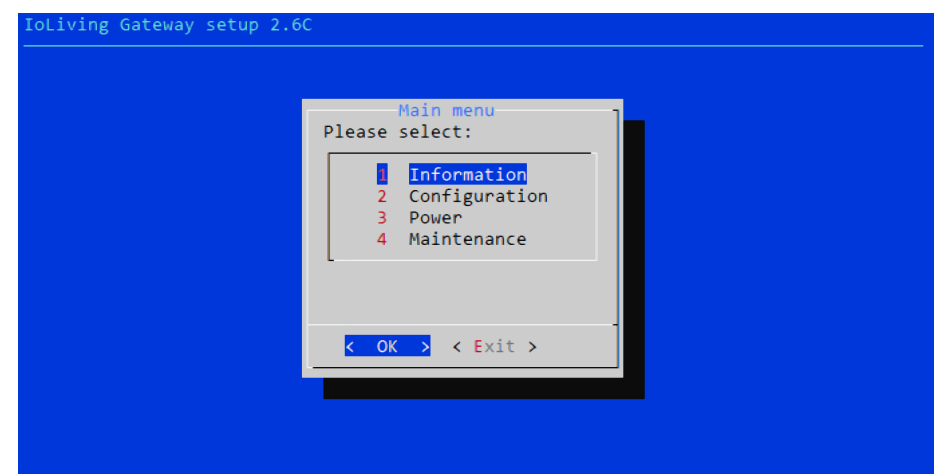 IoLiving Gateway setup 2.6C
Main menu
Please select:
1 Information
2 Configuration
3 Power
4 Maintenance
< OK > < Exit >